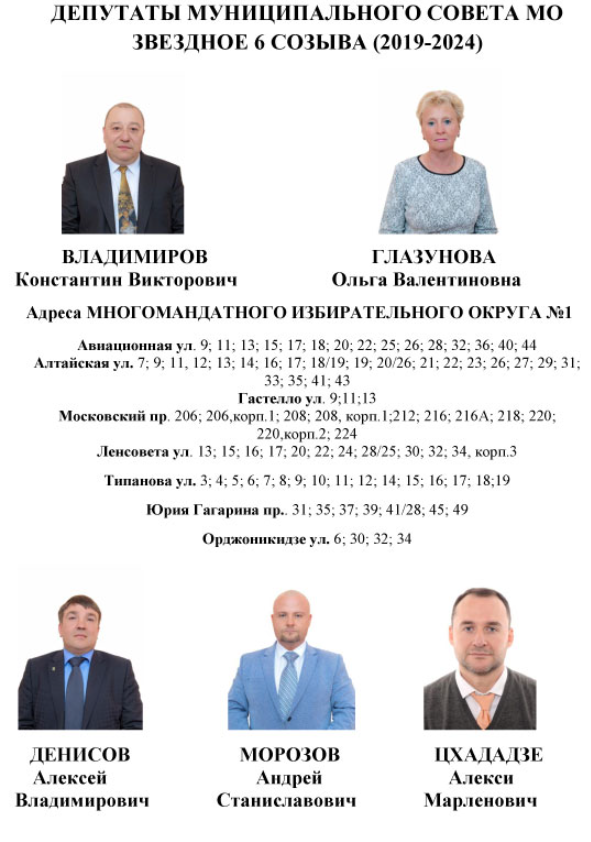 ДЕПУТАТЫ МУНИЦИПАЛЬНОГО СОВЕТА МО
ЗВЕЗДНОЕ 6 СОЗЫВА (2019-2024)
ВЛАДИМИРОВ
Константин Викторович
ГЛАЗУНОВА
Ольга Валентиновна
Адреса МНОГОМАНДАТНОГО ИЗБИРАТЕЛЬНОГО ОКРУГА №1
Авиационная ул. 9; 11; 13; 15; 17; 18; 20; 22; 25; 26; 28; 32; 36; 40; 44
Алтайская ул. 7; 9; 11, 12; 13; 14; 16; 17; 18/19; 19; 20/26; 21; 22; 23; 26; 27; 29; 31;
33; 35; 41; 43
Гастелло ул. 9;11;13
Московский пр. 206; 206,корп.1; 208; 208, корп.1;212; 216; 216А; 218; 220;
220,корп.2; 224
Ленсовета ул. 13; 15; 16; 17; 20; 22; 24; 28/25; 30; 32; 34, корп.3
Типанова ул. 3; 4; 5; 6; 7; 8; 9; 10; 11; 12; 14; 15; 16; 17; 18;19
Юрия Гагарина пр.. 31; 35; 37; 39; 41/28; 45; 49
Орджоникидзе ул. 6; 30; 32; 34
ДЕНИСОВ
Алексей
Владимирович
МОРОЗОВ
Андрей
Станиславович
ЦХАДАДЗЕ
Алекси
Марленович